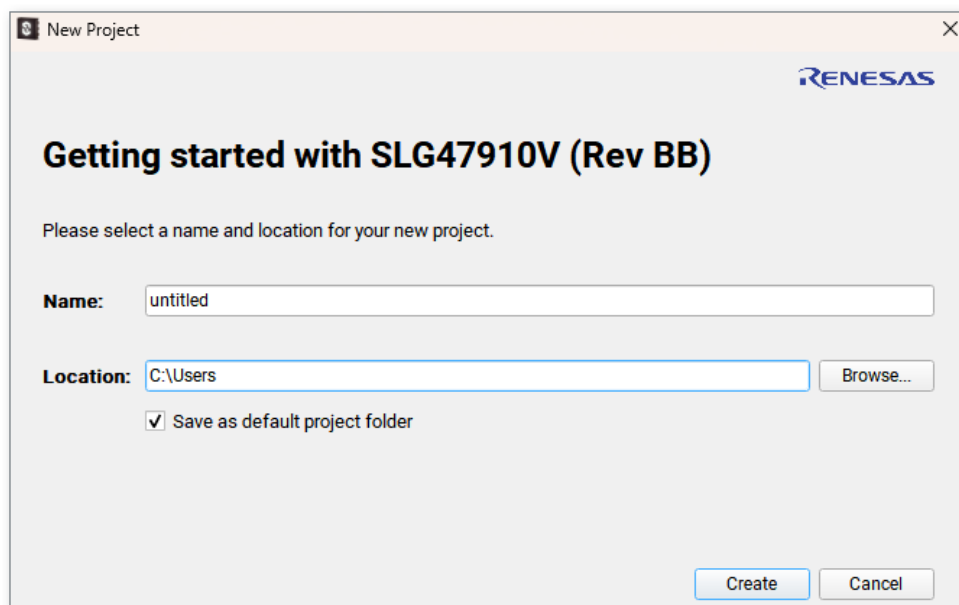 New Project
RENESAS
Getting started with SLG47910V (Rev BB)
Please select a name and location for your new project.
Name: untitled
Location: C:\Users Browse...
Save as default project folder
Create Cancel